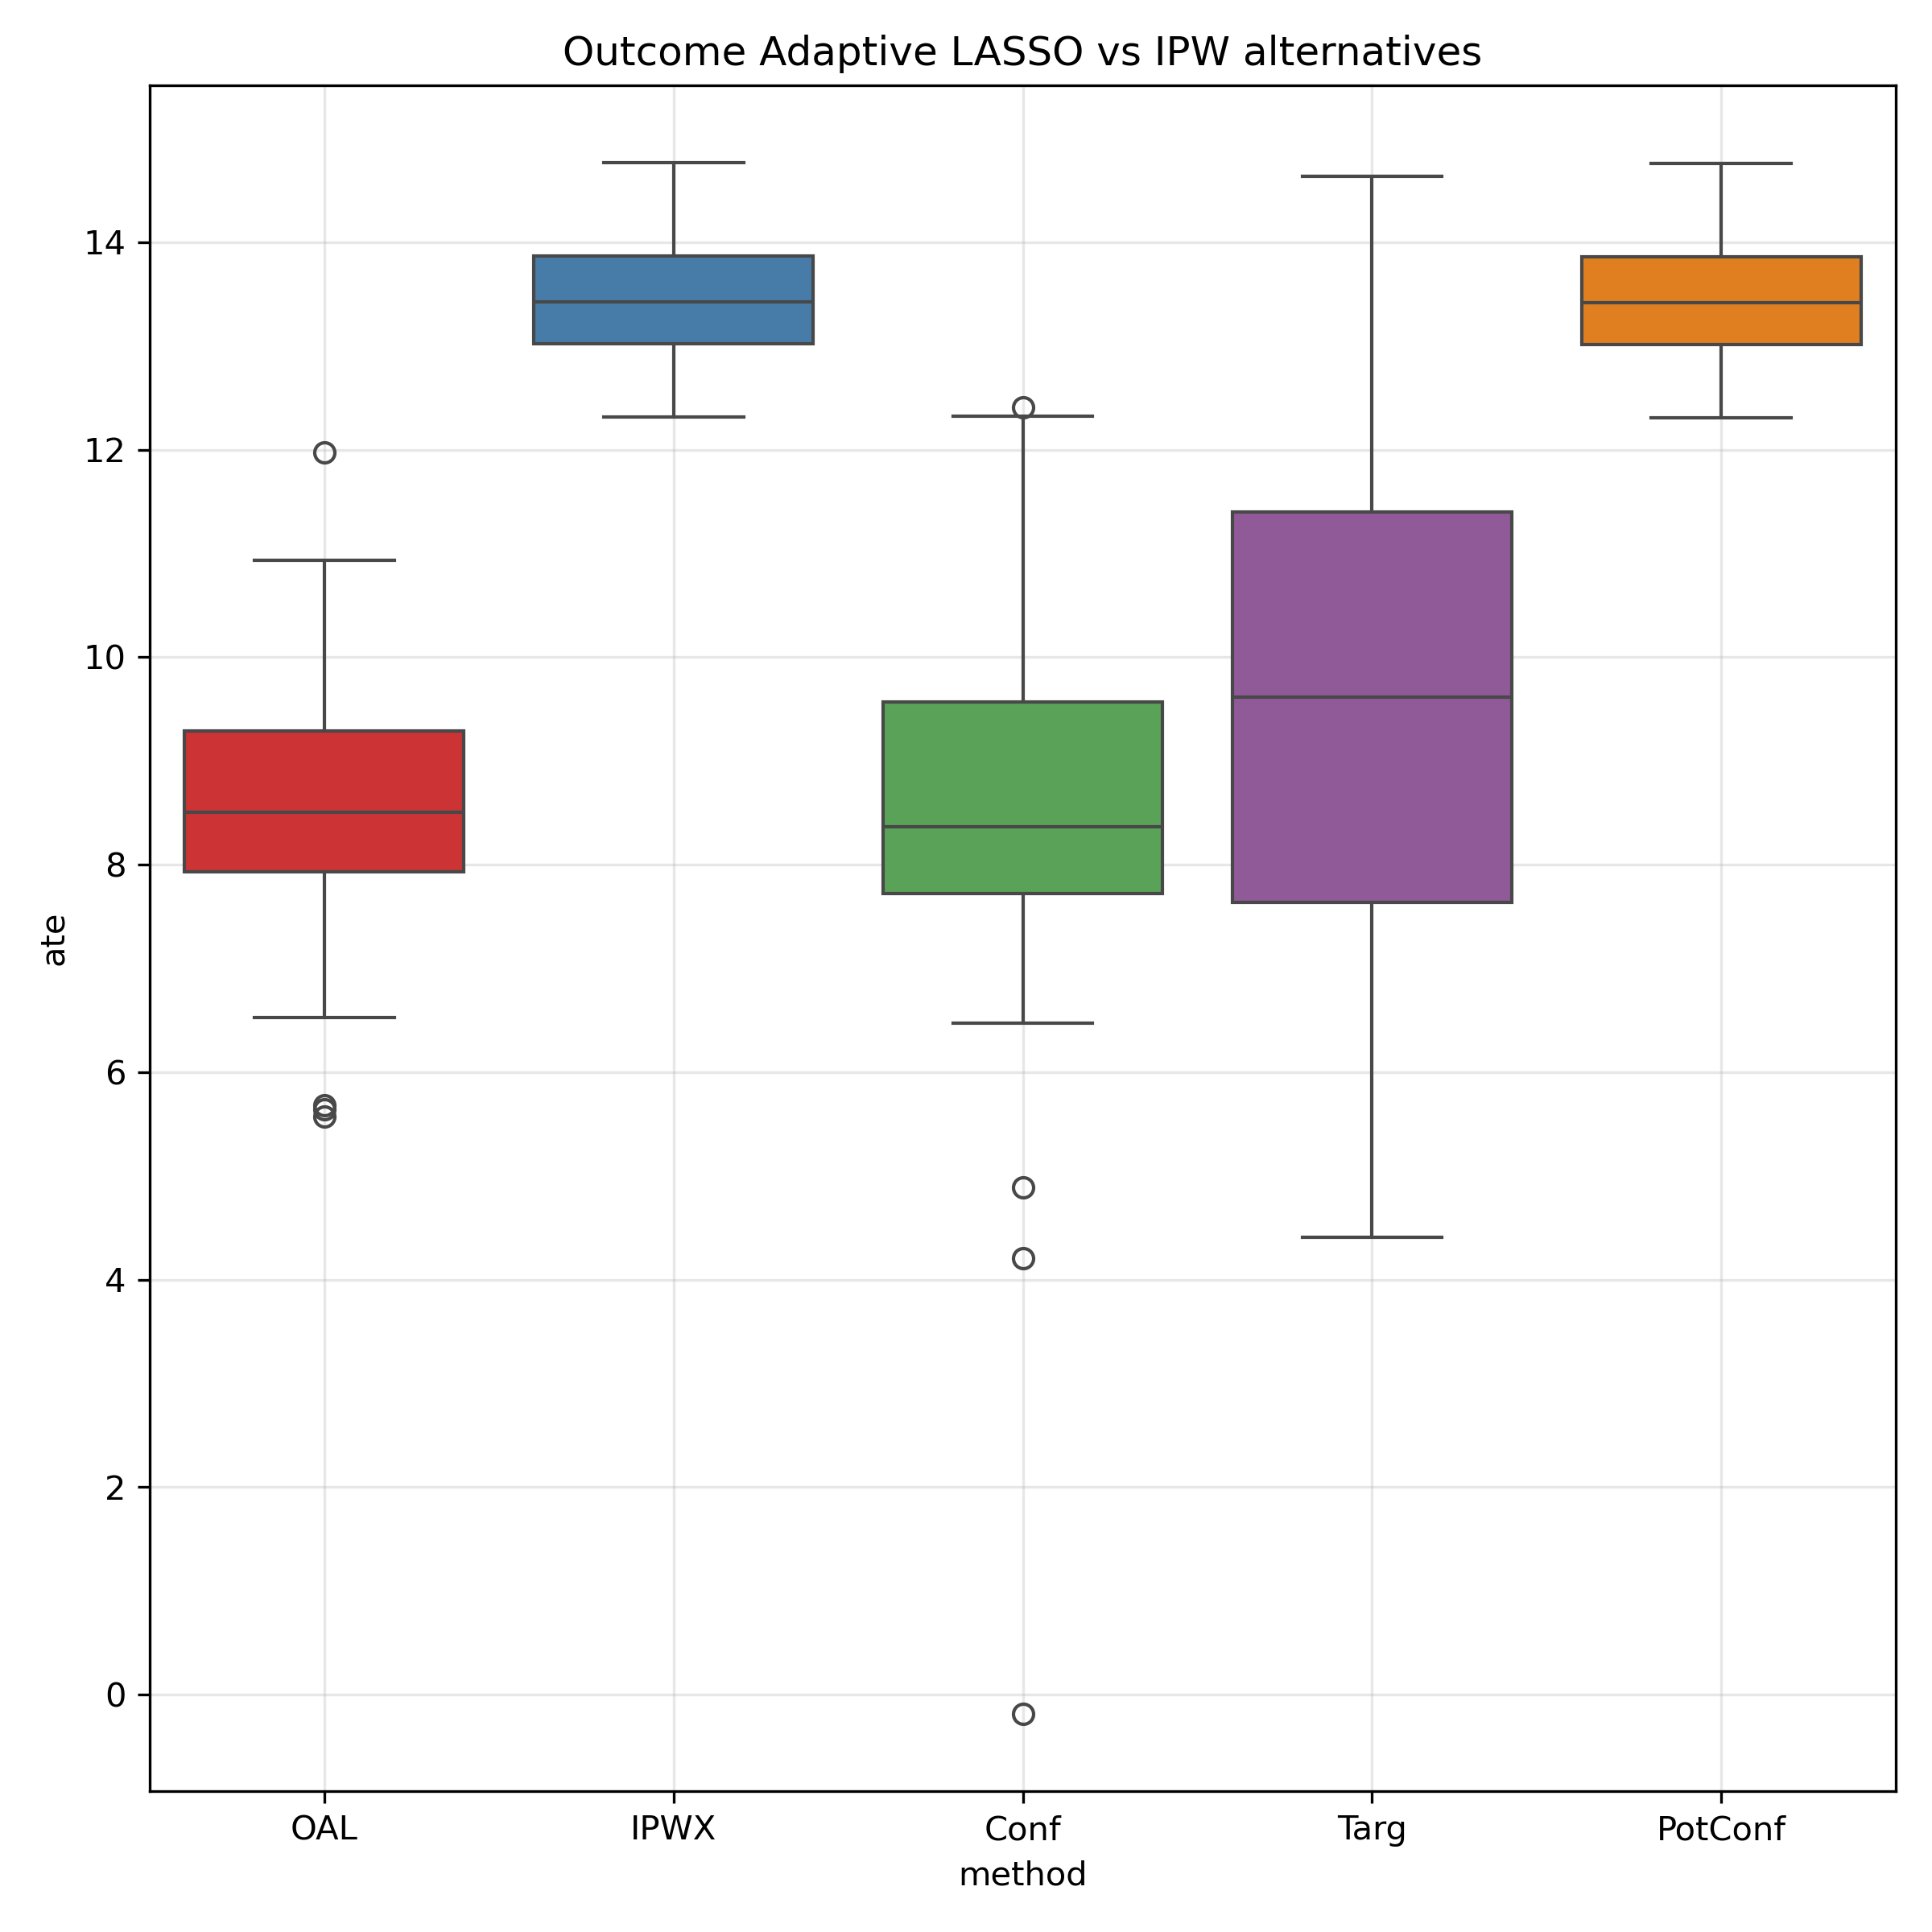 Outcome Adaptive LASSO vs IPW alternatives
ate
14
12
10
8
6
4
2
0
OAL IPWX Conf Targ PotConf
method